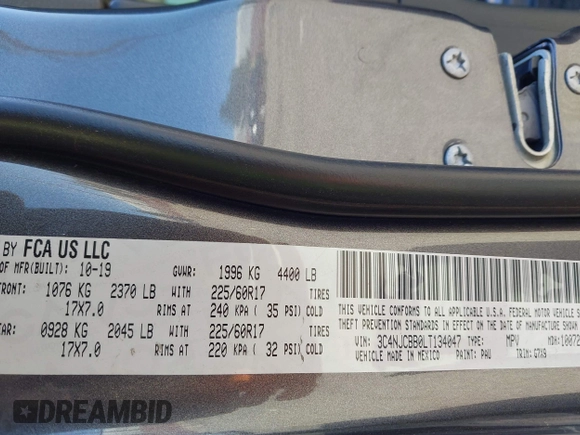 BY FCA US LLC
OF MFR(BUILT): 10-19 GVWR: 1996 KG 4400 LB
FRONT: 1076 KG 2370 LB WITH 225/60R17 TIRES
17X7.0 RIMS AT 240 KPA ( 35 PSI) COLD
EAR: 0928 KG 2045 LB WITH 225/60R17 TIRES
17X7.0 RIMS AT 220 KPA ( 32 PSI) COLD
THIS VEHICLE CONFORMS TO ALL APPLICABLE U.S.A. FEDERAL MOTOR VEHICLE
THEFT PREVENTION STANDARDS IN EFFECT ON THE DATE OF MANUFACTURE SHOWN
VIN: 3C4NJCBB0LT134047 TYPE: MPV MDH:10072
VEHICLE MADE IN MEXICO PAINT: PAU TRIM: G7X9
DREAMBID